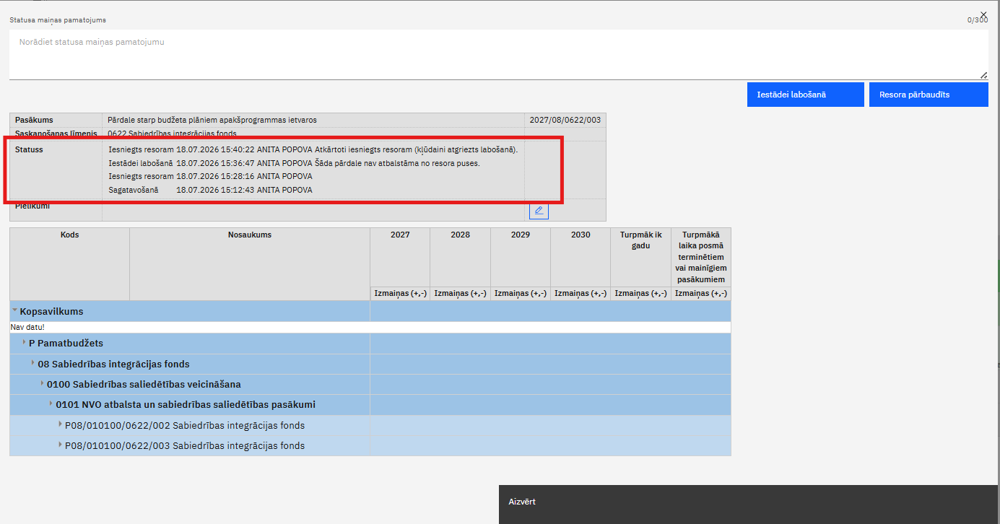 Statusa maiņas pamatojums
0/300
Norādiet statusa maiņas pamatojumu
Iestādei labošanā
Resora pārbaudīts
Pasākums Pārdale starp budžeta plāniem apakšprogrammas ietvaros 2027/08/0622/003
Saskaņošanas līmenis 0622 Sabiedrības integrācijas fonds
Statuss
Iesniegts resoram 18.07.2026 15:40:22 ANITA POPOVA Atkārtoti iesniegts resoram (kļūdaini atgriezts labošanā).
Iestādei labošanā 18.07.2026 15:36:47 ANITA POPOVA Šāda pārdale nav atbalstāma no resora puses.
Iesniegts resoram 18.07.2026 15:28:16 ANITA POPOVA
Sagatavošanā 18.07.2026 15:12:43 ANITA POPOVA
Pielikumi
Kods
Nosaukums
2027
2028
2029
2030
Turpmāk ik
gadu
Turpmākā
laika posmā
terminētiem
vai mainīgiem
pasākumiem
Izmaiņas (+,-) Izmaiņas (+,-) Izmaiņas (+,-) Izmaiņas (+,-) Izmaiņas (+,-) Izmaiņas (+,-)
Kopsavilkums
Nav datu!
P Pamatbudžets
08 Sabiedrības integrācijas fonds
0100 Sabiedrības saliedētības veicināšana
0101 NVO atbalsta un sabiedrības saliedētības pasākumi
P08/010100/0622/002 Sabiedrības integrācijas fonds
P08/010100/0622/003 Sabiedrības integrācijas fonds
Aizvērt